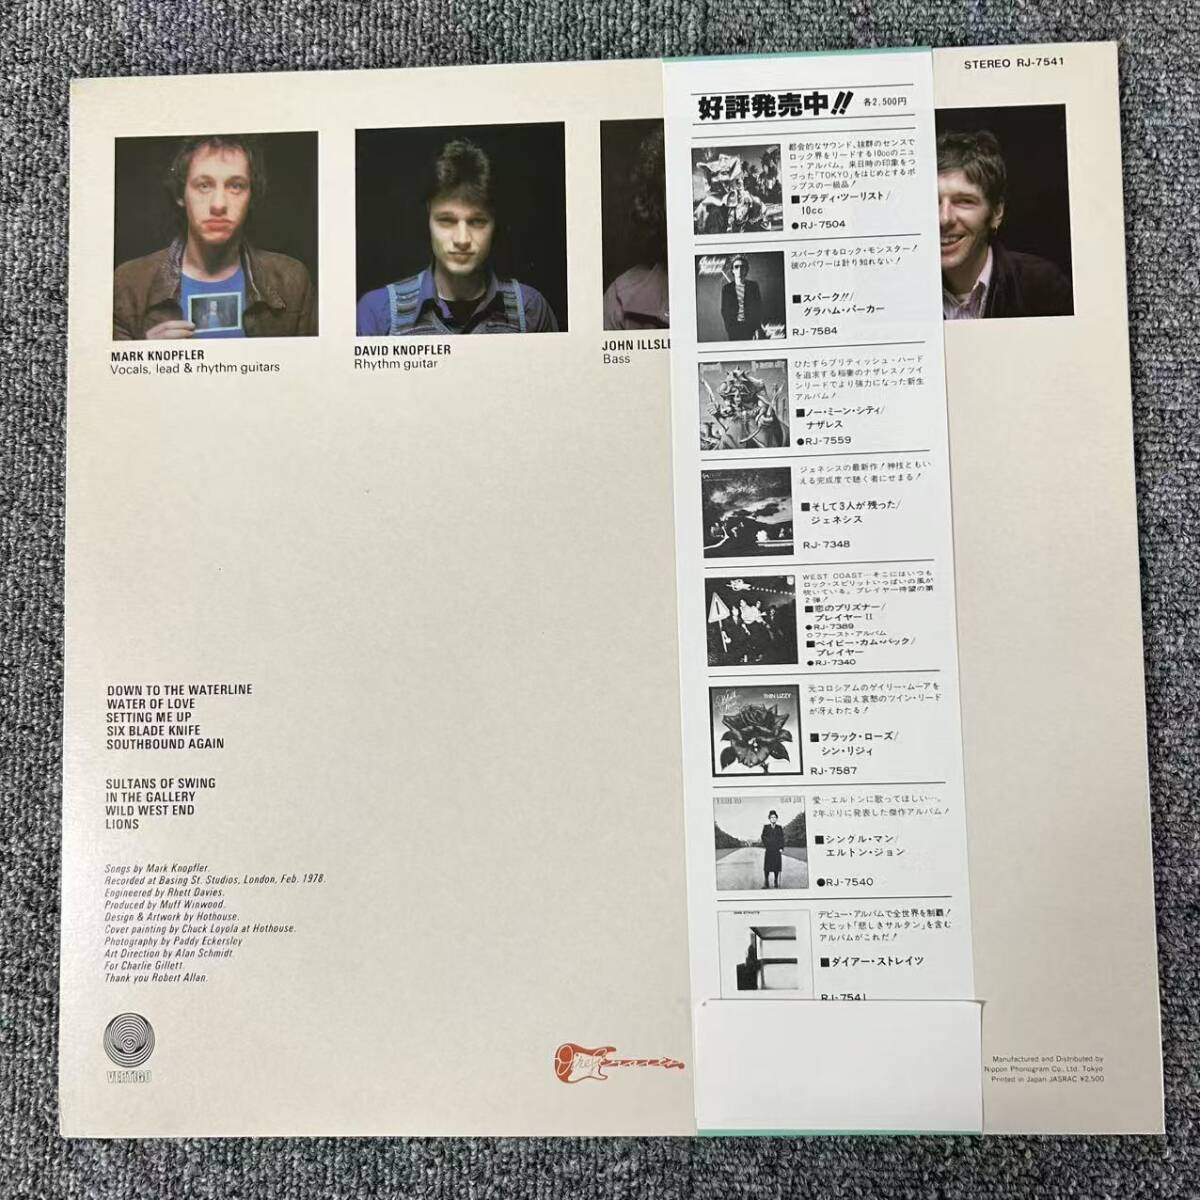 STEREO RJ-7541
MARK KNOPFLER
Vocals, lead & rhythm guitars
DAVID KNOPFLER
Rhythm guitar
JOHN ILLSLE
Bass
DOWN TO THE WATERLINE
WATER OF LOVE
SETTING ME UP
SIX BLADE KNIFE
SOUTHBOUND AGAIN
SULTANS OF SWING
IN THE GALLERY
WILD WEST END
LIONS
Songs by Mark Knopfler.
Recorded at Basing St. Studios, London, Feb. 1978.
Engineered by Rhett Davies.
Produced by Muff Winwood.
Design & Artwork by Hothouse.
Cover painting by Chuck Loyola at Hothouse.
Photography by Paddy Eckersley
Art Direction by Alan Schmidt.
For Charlie Gillett.
Thank you Robert Allan.
VERTIGO
好評発売中!! 各2,500円
都会的なサウンド、抜群のセンスで
ロック界をリードする10ccのニュ
ー・アルバム。来日時の印象をつ
づった「TOKYO」をはじめとするポ
ップスの一級品!
■ブラディ・ツーリスト/
10cc
●RJ-7504
スパークするロック・モンスター!
彼のパワーは計り知れない!
■スパーク!!/
グラハム・パーカー
RJ-7584
ひたすらブリティッシュ・ハード
を追求する稲妻のナザレス/ツイ
ンリードでより強力になった新生
アルバム!
■ノー・ミーン・シティ/
ナザレス
●RJ-7559
ジェネシスの最新作!神技ともい
える完成度で聴く者にせまる!
■そして3人が残った/
ジェネシス
RJ-7348
WEST COAST…そこにはいつも
ロック・スピリットいっぱいの風が
吹いている。プレイヤー待望の第
2弾!
■恋のプリズナー/
プレイヤーII
●RJ-7389
○ファースト・アルバム
■ベイビー・カム・バック/
プレイヤー
●RJ-7340
THIN LIZZY
元コロシアムのゲイリー・ムーアを
ギターに迎え哀愁のツイン・リード
が冴えわたる!
■ブラック・ローズ/
シン・リジィ
RJ-7587
愛…エルトンに歌ってほしい…。
2年ぶりに発表した傑作アルバム!
■シングル・マン/
エルトン・ジョン
●RJ-7540
デビュー・アルバムで全世界を制覇!
大ヒット「悲しきサルタン」を含む
アルバムがこれだ!
■ダイアー・ストレイツ
RJ-7541
Manufactured and Distributed by
Nippon Phonogram Co., Ltd. Tokyo
Printed in Japan JASRAC ¥2,500